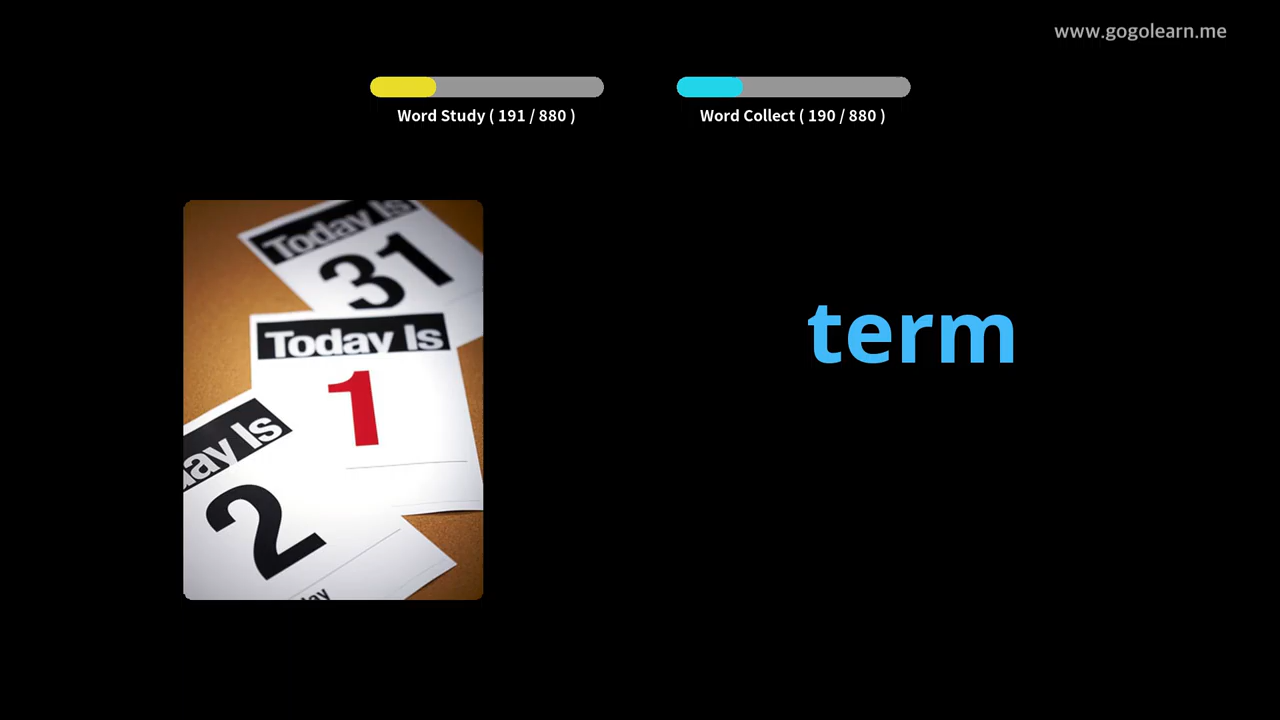 www.gogolearn.me
Word Study ( 191 / 880 )
Word Collect ( 190 / 880 )
Today Is
31
Today Is
1
term
ay Is
2
ay